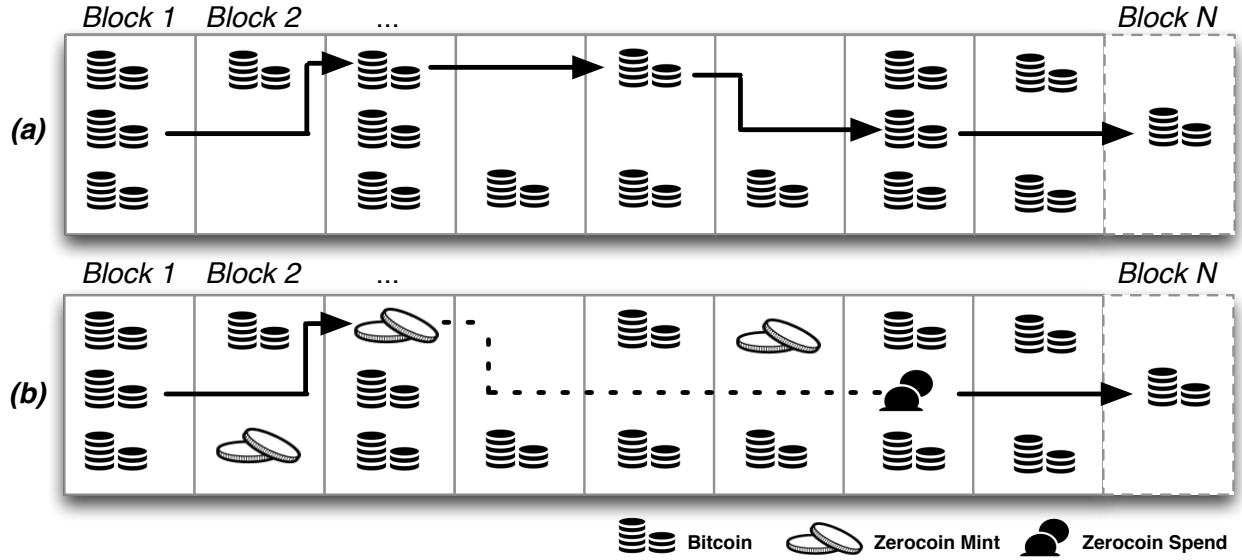 Block 1 Block 2 ... Block N
(a)
Block 1 Block 2 ... Block N
(b)
Bitcoin Zerocoin Mint Zerocoin Spend